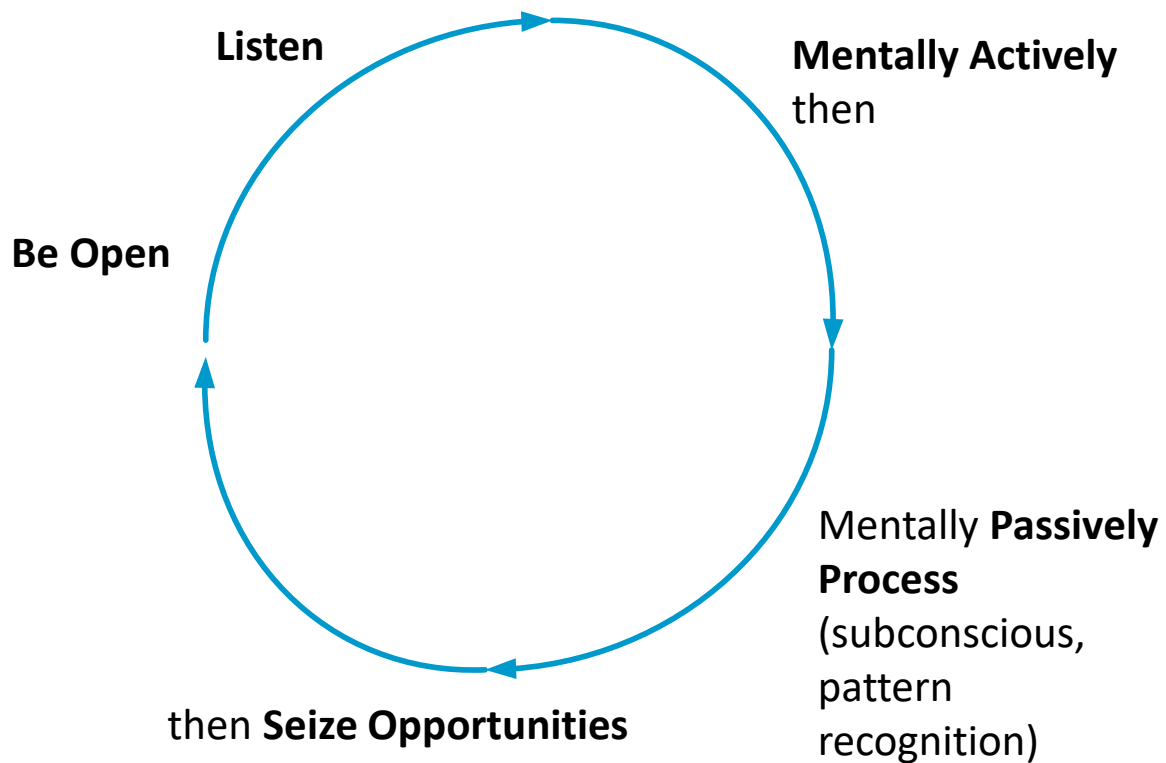 Listen
Mentally Actively
then
Be Open
Mentally Passively
Process
(subconscious,
pattern
recognition)
then Seize Opportunities